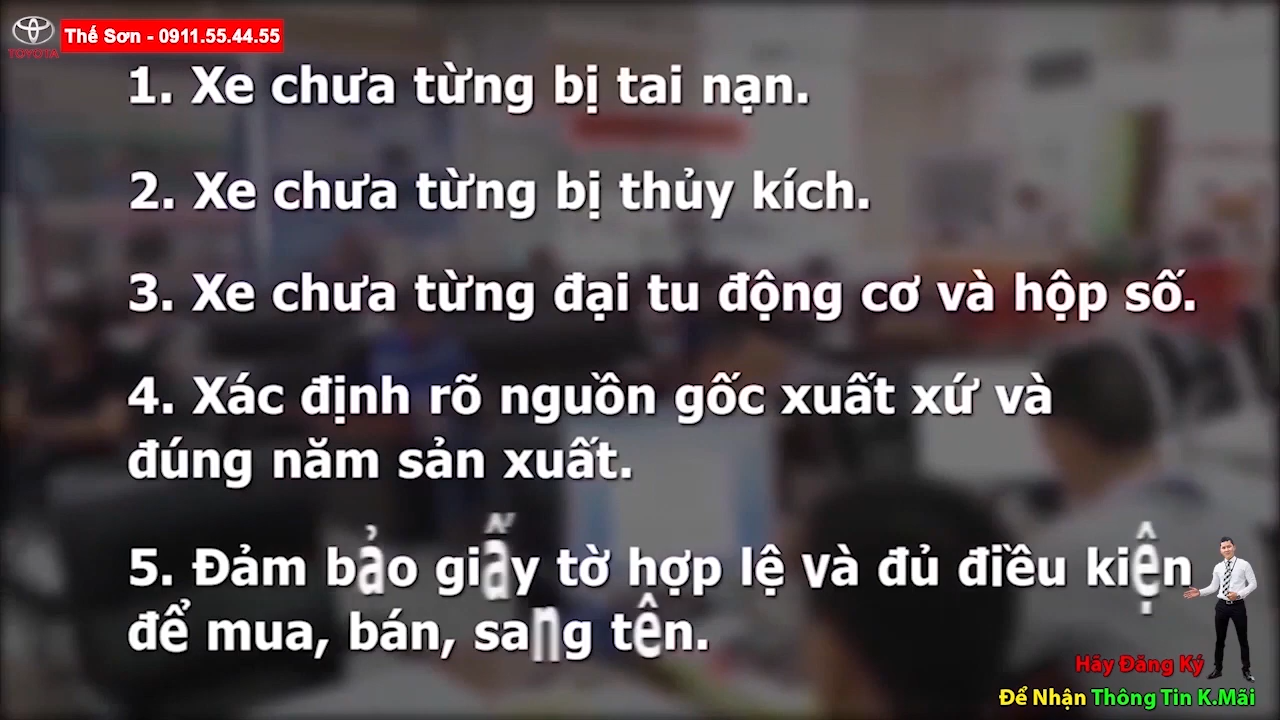 TOYOTA
Thế Sơn - 0911.55.44.55
1. Xe chưa từng bị tai nạn.
2. Xe chưa từng bị thủy kích.
3. Xe chưa từng đại tu động cơ và hộp số.
4. Xác định rõ nguồn gốc xuất xứ và
đúng năm sản xuất.
5. Đảm bảo giấy tờ hợp lệ và đủ điều kiện
để mua, bán, sang tên.
Hãy Đăng Ký
Để Nhận Thông Tin K.Mãi